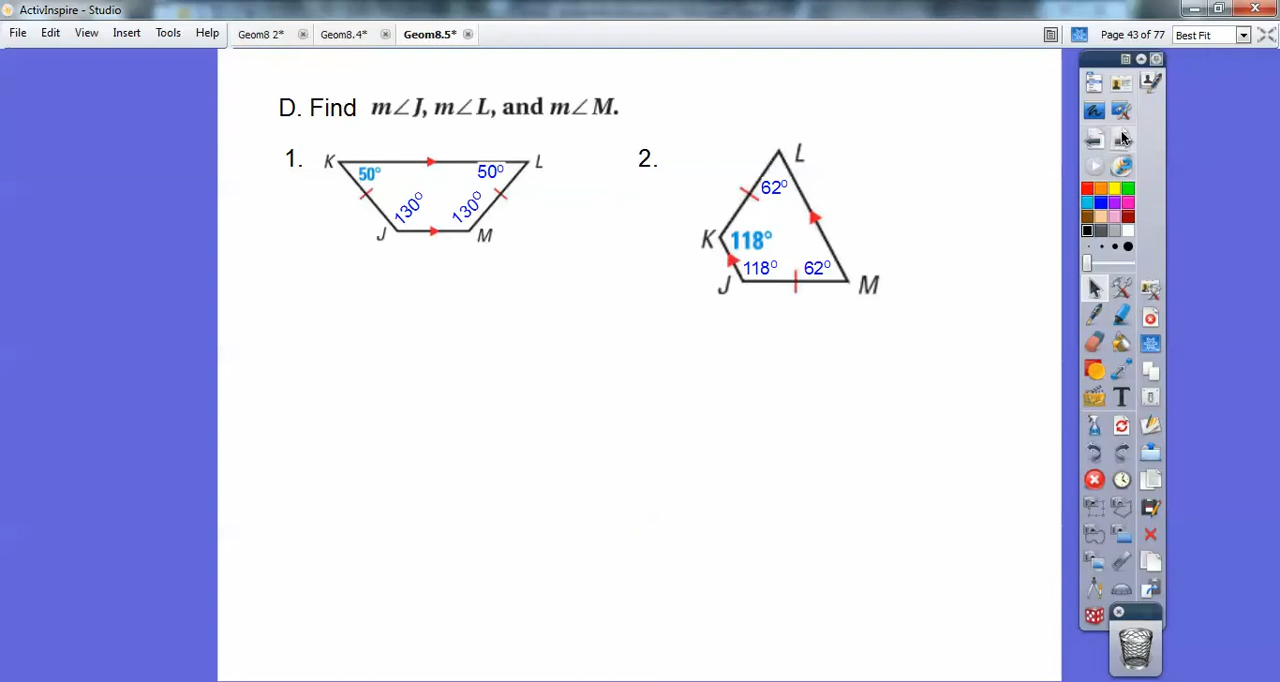 ActivInspire - Studio
File Edit View Insert Tools Help Geom8 2* Geom8.4* Geom8.5* Page 43 of 77 Best Fit
D. Find m∠J, m∠L, and m∠M.
1. K L 2. L
50° 50° 62°
130° 130° K 118°
J M 118° 62°
J M